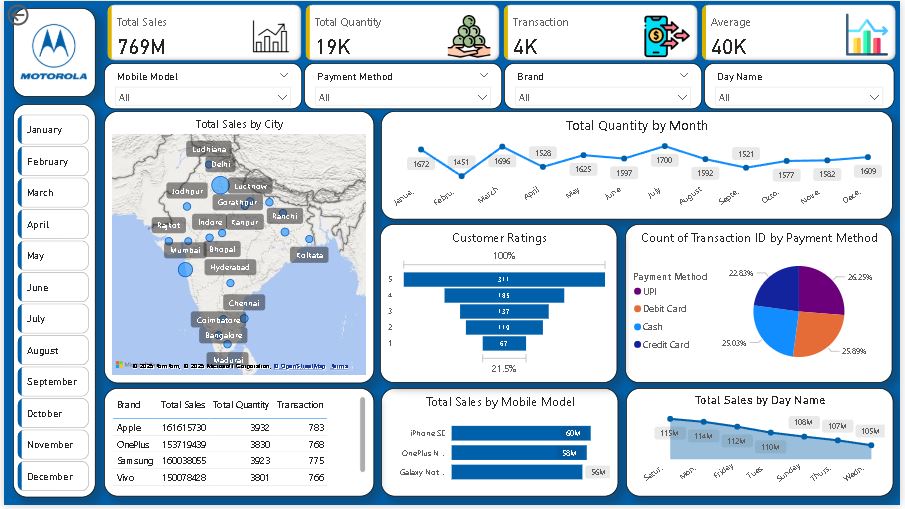 Total Sales
769M
Total Quantity
19K
Transaction
4K
Average
40K
MOTOROLA
Mobile Model
All
Payment Method
All
Brand
All
Day Name
All
January
February
March
April
May
June
July
August
September
October
November
December
Total Sales by City
Ludhiana
Delhi
Jodhpur
Lucknow
Gorakhpur
Ranchi
Rajkot
Indore
Kanpur
Mumbai
Bhopal
Kolkata
Hyderabad
Chennai
Coimbatore
Bangalore
Madurai
© 2025 TomTom, © 2025 Microsoft Corporation, © OpenStreetMap Terms
Total Quantity by Month
1672
1451
1696
1528
1625
1597
1700
1592
1521
1577
1582
1609
Janua..
Febru..
March
April
May
June
July
August
Septe..
Octo..
Nove..
Dece..
Customer Ratings
100%
5 311
4 185
3 137
2 119
1 67
21.5%
Count of Transaction ID by Payment Method
Payment Method
UPI
Debit Card
Cash
Credit Card
22.83%
26.25%
25.03%
25.89%
Brand Total Sales Total Quantity Transaction
Apple 161615730 3932 783
OnePlus 153719439 3830 768
Samsung 160038055 3923 775
Vivo 150078428 3801 766
Total Sales by Mobile Model
iPhone SE 60M
OnePlus N... 58M
Galaxy Not... 56M
Total Sales by Day Name
115M
114M
112M
110M
108M
107M
105M
Satur..
Mon..
Friday
Tues..
Sunday
Thurs..
Wedn..